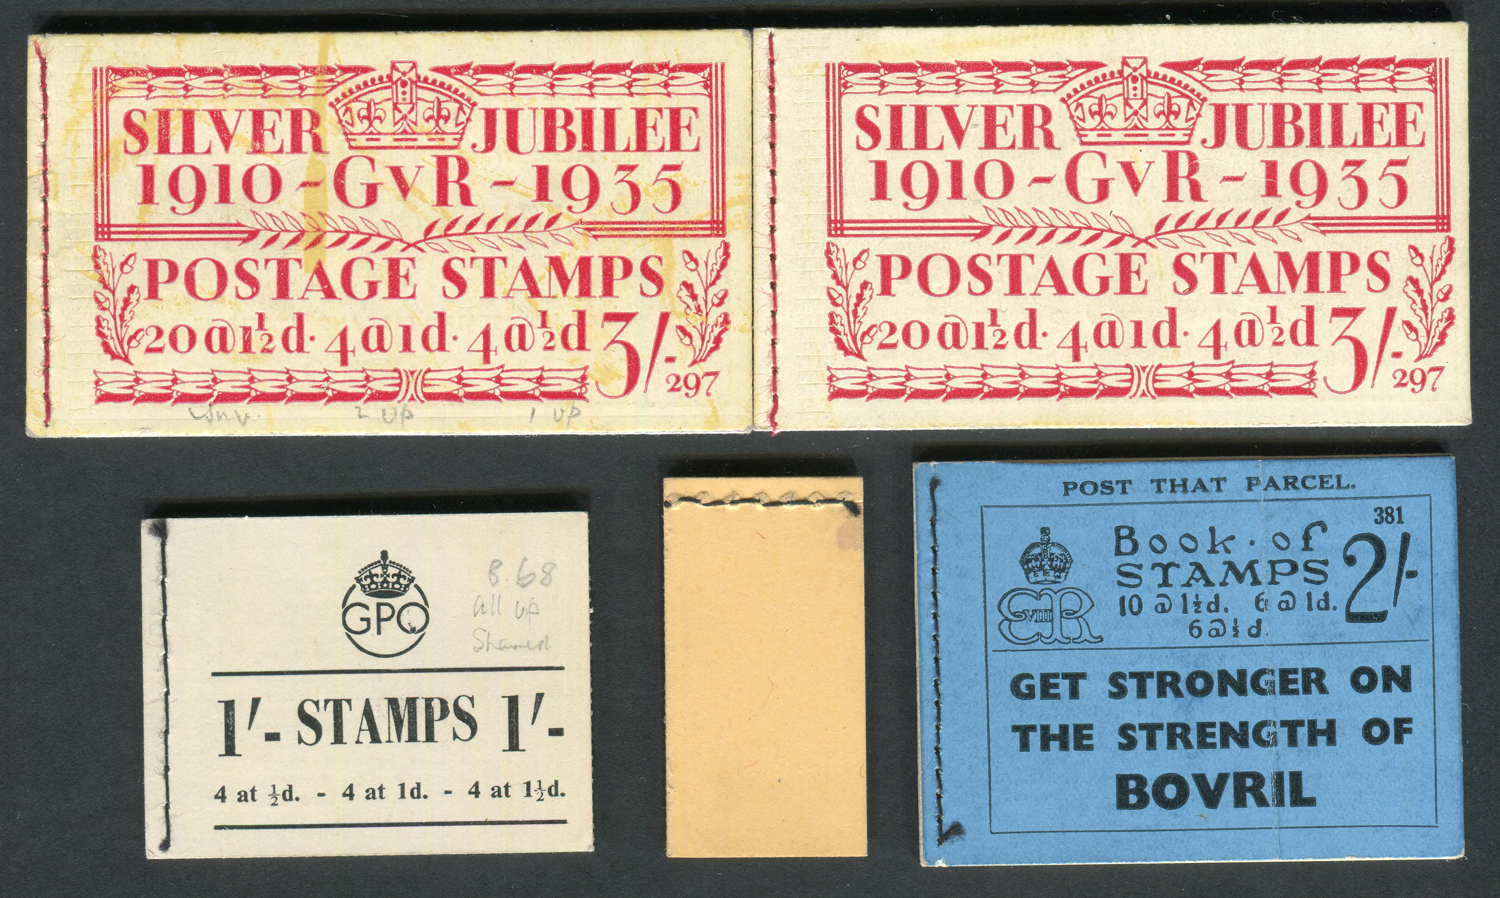 SILVER JUBILEE
1910 ~ GVR ~ 1935
POSTAGE STAMPS
20@1½d· 4@1d· 4@½d 3/-
297
2 UP 1 UP
SILVER JUBILEE
1910 ~ GVR ~ 1935
POSTAGE STAMPS
20@1½d· 4@1d· 4@½d 3/-
297
GPO
B.68
All up
1/- STAMPS 1/-
4 at ½d. - 4 at 1d. - 4 at 1½d.
POST THAT PARCEL.
381
Book·of
STAMPS 2/-
10@1½d. 6@1d.
6@½d.
EVIIIR
GET STRONGER ON
THE STRENGTH OF
BOVRIL